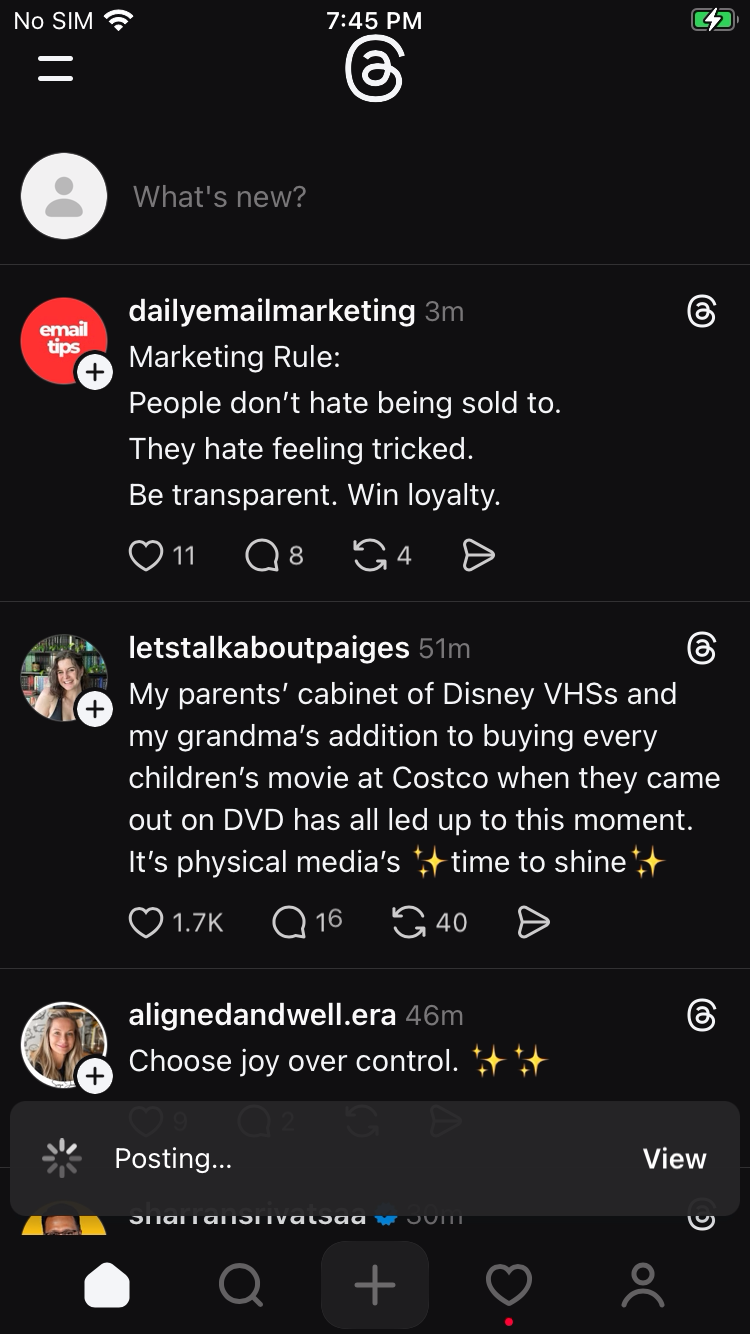 No SIM 7:45 PM
What's new?
email
tips
dailyemailmarketing 3m
Marketing Rule:
People don’t hate being sold to.
They hate feeling tricked.
Be transparent. Win loyalty.
11 8 4
letstalkaboutpaiges 51m
My parents’ cabinet of Disney VHSs and
my grandma’s addition to buying every
children’s movie at Costco when they came
out on DVD has all led up to this moment.
It’s physical media’s ✨time to shine✨
1.7K 16 40
alignedandwell.era 46m
Choose joy over control. ✨✨
9 2
Posting... View
sharransrivatsaa 30m